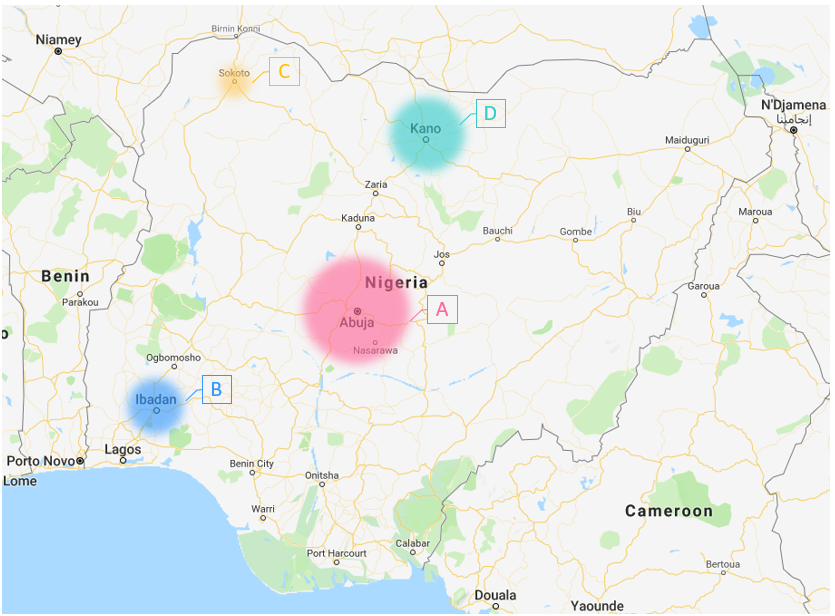 Birnin Konni
Niamey
Sokoto
C
N'Djamena
إنجامينا
D
Kano
Maiduguri
Zaria
Kaduna
Biu
Maroua
Bauchi
Gombe
Jos
Benin
Nigeria
Garoua
Parakou
A
Abuja
o
Nasarawa
Ogbomosho
B
Ibadan
Lagos
Porto Novo
Benin City
Lome
Onitsha
Warri
Cameroon
Calabar
Port Harcourt
Bertoua
Douala
Yaounde